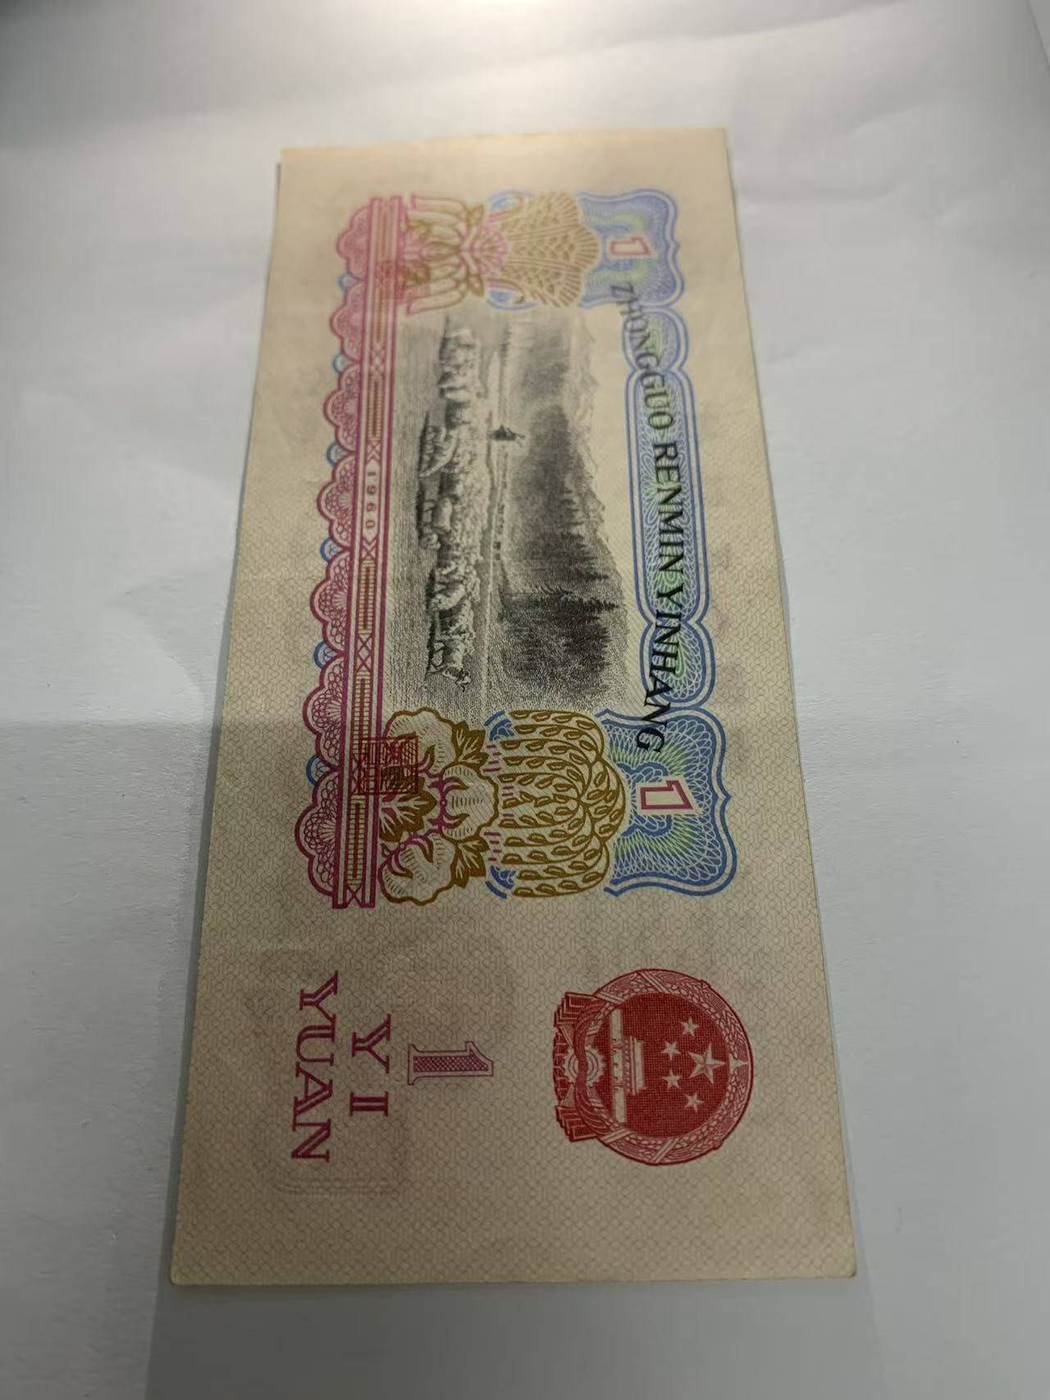 ZHONGGUO RENMIN YINHANG
1
1
1960
1
YI
YUAN